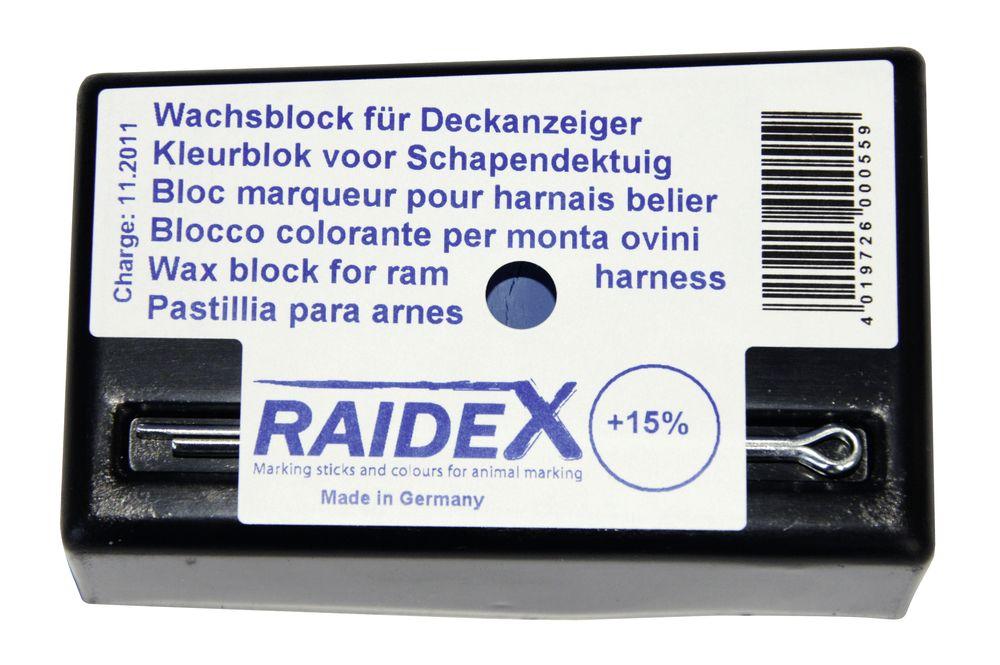 Charge: 11.2011
Wachsblock für Deckanzeiger
Kleurblok voor Schapendektuig
Bloc marqueur pour harnais belier
Blocco colorante per monta ovini
Wax block for ram harness
Pastillia para arnes
4 019726 000559
RAIDEX
+15%
Marking sticks and colours for animal marking
Made in Germany